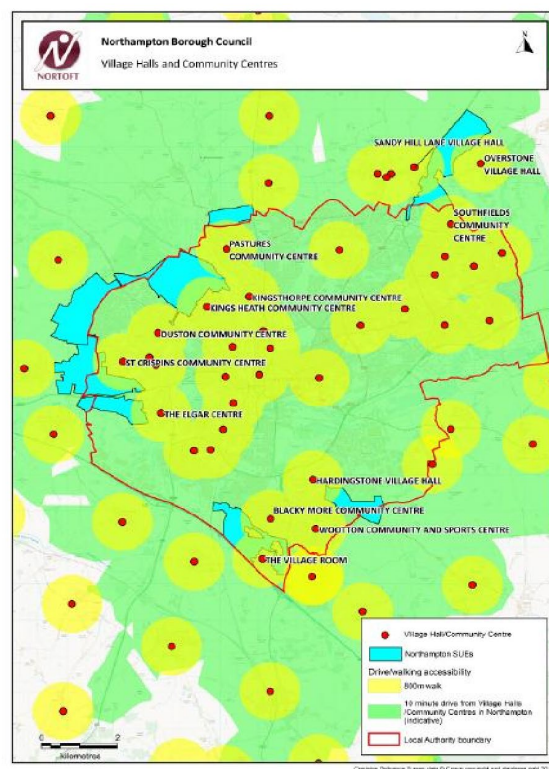 Northampton Borough Council
Village Halls and Community Centres
NORTOFT
N
SANDY HILL LANE VILLAGE HALL
OVERSTONE
VILLAGE HALL
SOUTHFIELDS
COMMUNITY
CENTRE
PASTURES
COMMUNITY CENTRE
KINGSTHORPE COMMUNITY CENTRE
KINGS HEATH COMMUNITY CENTRE
DUSTON COMMUNITY CENTRE
ST CRISPINS COMMUNITY CENTRE
THE ELGAR CENTRE
HARDINGSTONE VILLAGE HALL
BLACKY MORE COMMUNITY CENTRE
WOOTTON COMMUNITY AND SPORTS CENTRE
THE VILLAGE ROOM
Village Hall/Community Centre
Northampton SUEs
Drive/walking accessibility
800m walk
10 minute drive from Village Halls
/Community Centres in Northampton
(indicative)
Local Authority boundary
0 2
kilometres